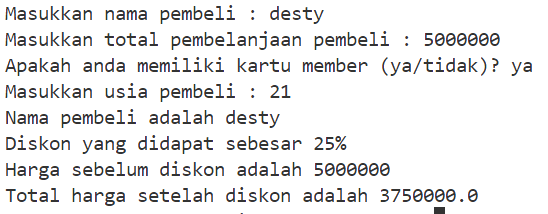 Masukkan nama pembeli : desty
Masukkan total pembelanjaan pembeli : 5000000
Apakah anda memiliki kartu member (ya/tidak)? ya
Masukkan usia pembeli : 21
Nama pembeli adalah desty
Diskon yang didapat sebesar 25%
Harga sebelum diskon adalah 5000000
Total harga setelah diskon adalah 3750000.0